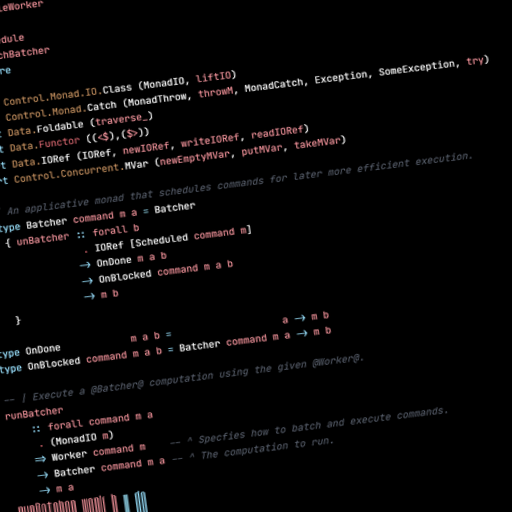 leWorker
dule
chBatcher
re
Control.Monad.IO.Class (MonadIO, liftIO)
Control.Monad.Catch (MonadThrow, throwM, MonadCatch, Exception, SomeException, try)
t Data.Foldable (traverse_)
t Data.Functor ((<$),($>))
rt Data.IORef (IORef, newIORef, writeIORef, readIORef)
rt Control.Concurrent.MVar (newEmptyMVar, putMVar, takeMVar)
An applicative monad that schedules commands for later more efficient execution.
type Batcher command m a = Batcher
{ unBatcher :: forall b
. IORef [Scheduled command m]
-> OnDone m a b
-> OnBlocked command m a b
-> m b
}
type OnDone m a b = a -> m b
type OnBlocked command m a b = Batcher command m a -> m b
-- | Execute a @Batcher@ computation using the given @Worker@.
runBatcher
:: forall command m a
. (MonadIO m)
=> Worker command m -- ^ Specfies how to batch and execute commands.
-> Batcher command m a -- ^ The computation to run.
-> m a